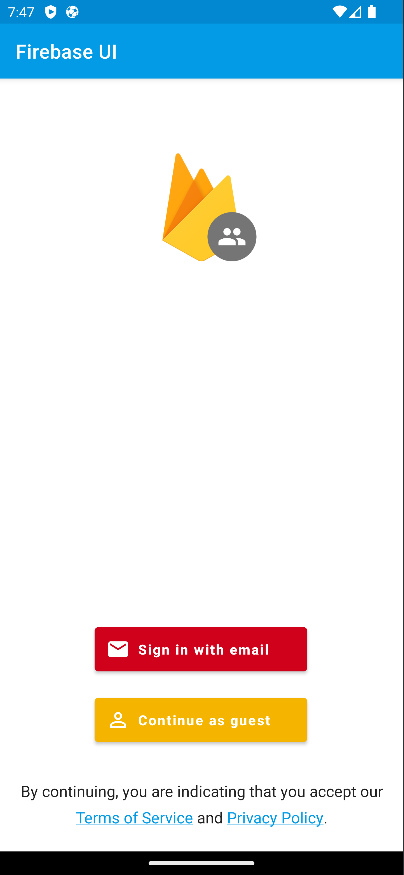 7:47
Firebase UI
Sign in with email
Continue as guest
By continuing, you are indicating that you accept our
Terms of Service and Privacy Policy.